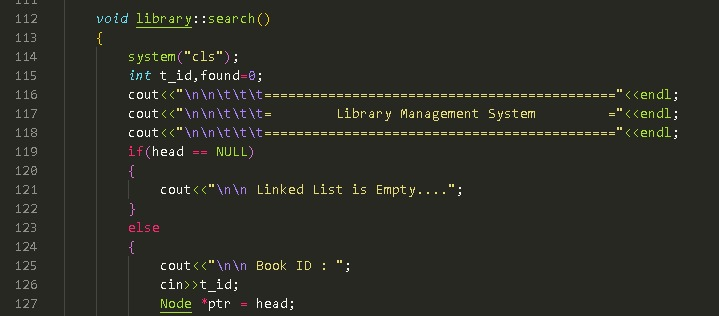 111
112 void library::search()
113 {
114 system("cls");
115 int t_id,found=0;
116 cout<<"\n\n\t\t\t============================================"<<endl;
117 cout<<"\n\n\t\t\t=        Library Management System         ="<<endl;
118 cout<<"\n\n\t\t\t============================================"<<endl;
119 if(head == NULL)
120 {
121 cout<<"\n\n Linked List is Empty....";
122 }
123 else
124 {
125 cout<<"\n\n Book ID : ";
126 cin>>t_id;
127 Node *ptr = head;